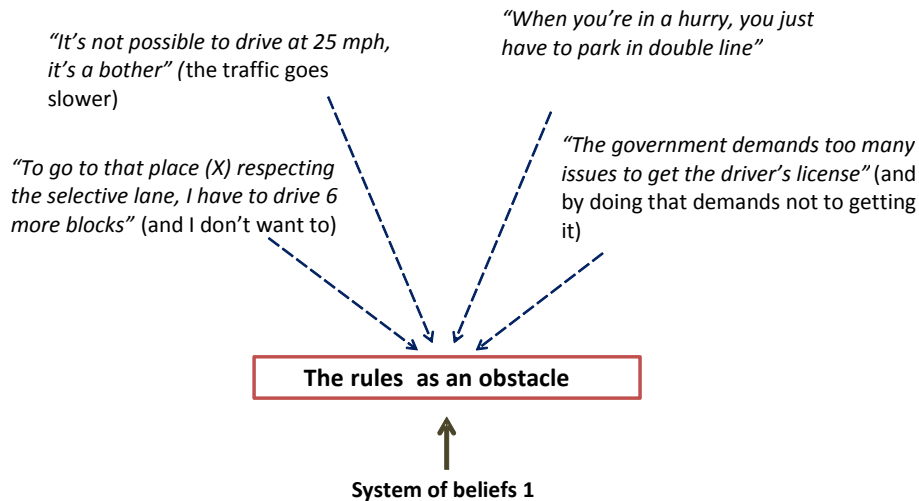 “It’s not possible to drive at 25 mph,
it’s a bother” (the traffic goes
slower)
“When you’re in a hurry, you just
have to park in double line”
“To go to that place (X) respecting
the selective lane, I have to drive 6
more blocks” (and I don’t want to)
“The government demands too many
issues to get the driver’s license” (and
by doing that demands not to getting
it)
The rules as an obstacle
System of beliefs 1